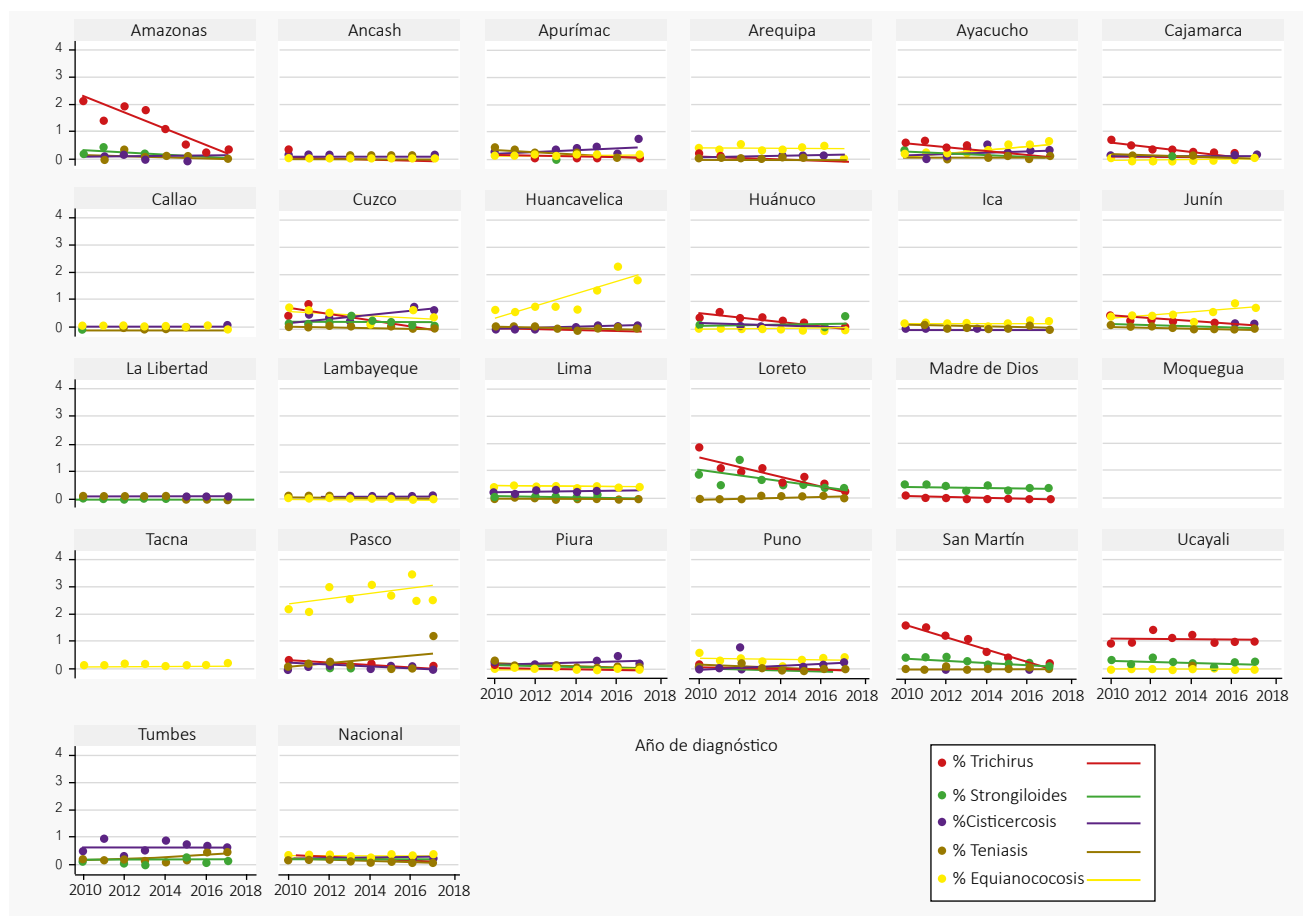 Amazonas Ancash Apurímac Arequipa Ayacucho Cajamarca
4
3
2
1
0
Callao Cuzco Huancavelica Huánuco Ica Junín
4
3
2
1
0
La Libertad Lambayeque Lima Loreto Madre de Dios Moquegua
4
3
2
1
0
Tacna Pasco Piura Puno San Martín Ucayali
4
3
2
1
0
2010 2012 2014 2016 2018 2010 2012 2014 2016 2018 2010 2012 2014 2016 2018 2010 2012 2014 2016 2018
Tumbes Nacional
4
3
2
1
0
2010 2012 2014 2016 2018 2010 2012 2014 2016 2018
Año de diagnóstico
% Trichirus
% Strongiloides
%Cisticercosis
% Teniasis
% Equianococosis